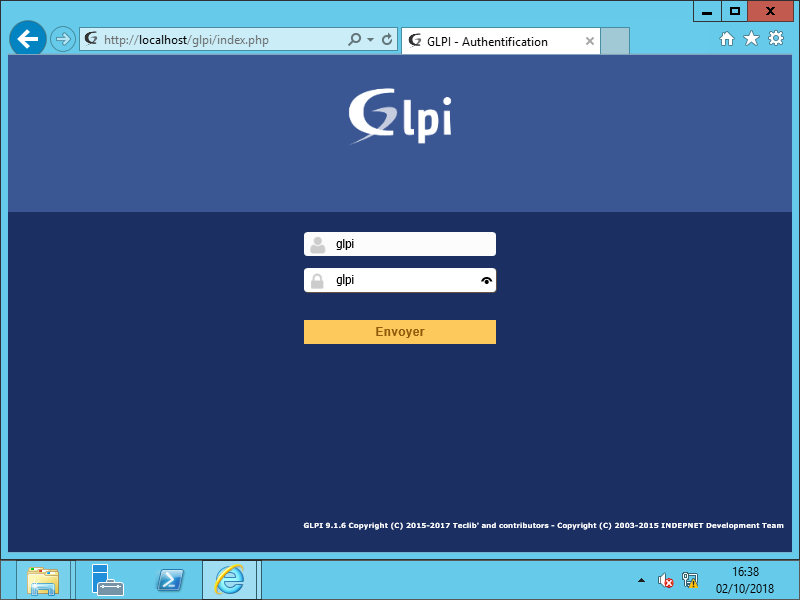 http://localhost/glpi/index.php
GLPI - Authentification
Glpi
glpi
glpi
Envoyer
GLPI 9.1.6 Copyright (C) 2015-2017 Teclib' and contributors - Copyright (C) 2003-2015 INDEPNET Development Team
16:38
02/10/2018